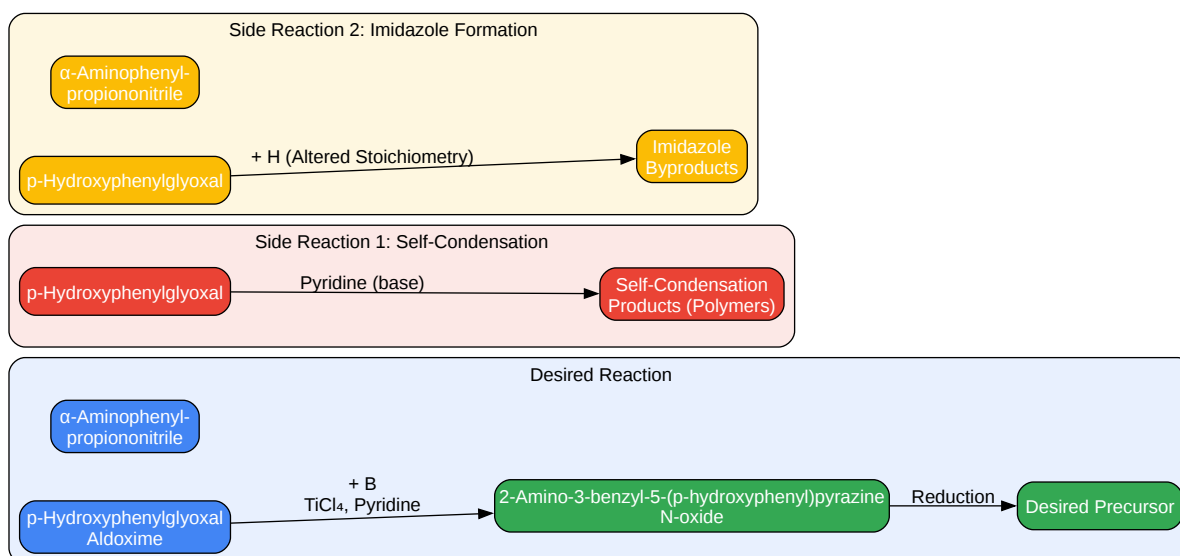 Side Reaction 2: Imidazole Formation
α-Aminophenyl-
propiononitrile
p-Hydroxyphenylglyoxal
+ H (Altered Stoichiometry)
Imidazole
Byproducts
Side Reaction 1: Self-Condensation
p-Hydroxyphenylglyoxal
Pyridine (base)
Self-Condensation
Products (Polymers)
Desired Reaction
α-Aminophenyl-
propiononitrile
p-Hydroxyphenylglyoxal
Aldoxime
+ B
TiCl₄, Pyridine
2-Amino-3-benzyl-5-(p-hydroxyphenyl)pyrazine
N-oxide
Reduction
Desired Precursor